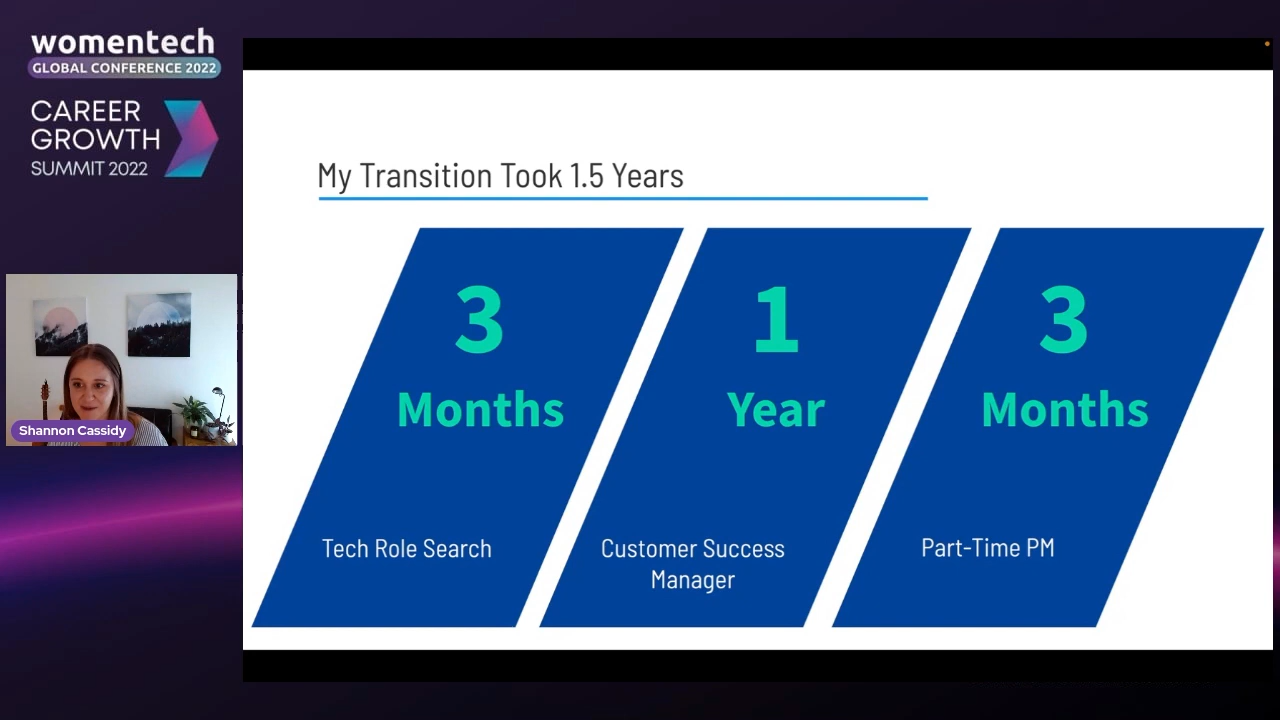 womentech
GLOBAL CONFERENCE 2022
CAREER
GROWTH
SUMMIT 2022
Shannon Cassidy
My Transition Took 1.5 Years
3
Months
Tech Role Search
1
Year
Customer Success
Manager
3
Months
Part-Time PM